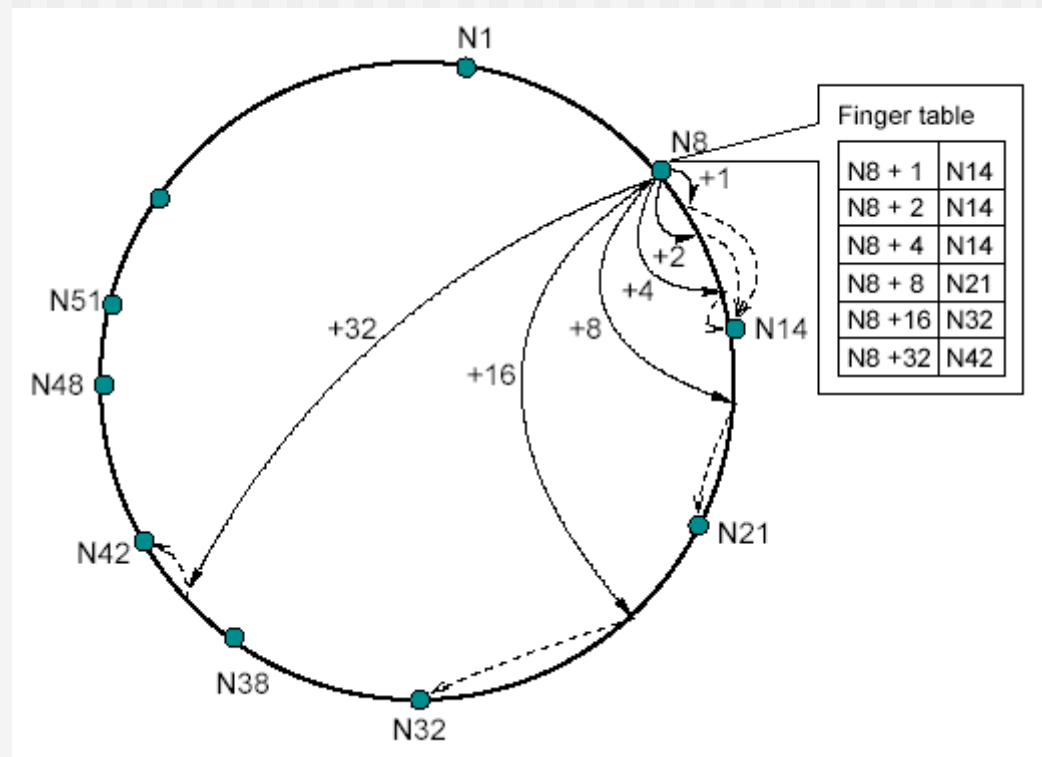 N1
N8
+1
+2
+4
+8
+16
+32
N14
N21
N32
N38
N42
N48
N51
Finger table
N8 + 1 N14
N8 + 2 N14
N8 + 4 N14
N8 + 8 N21
N8 +16 N32
N8 +32 N42